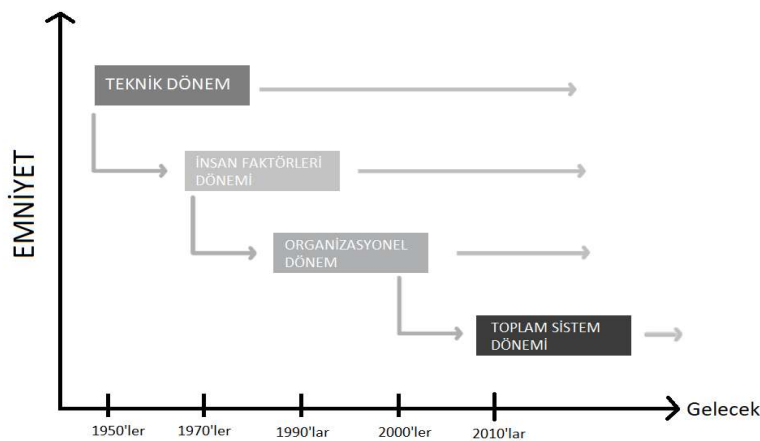 EMNİYET
TEKNİK DÖNEM
İNSAN FAKTÖRLERİ
DÖNEMİ
ORGANİZASYONEL
DÖNEM
TOPLAM SİSTEM
DÖNEMİ
1950'ler
1970'ler
1990'lar
2000'ler
2010'lar
Gelecek